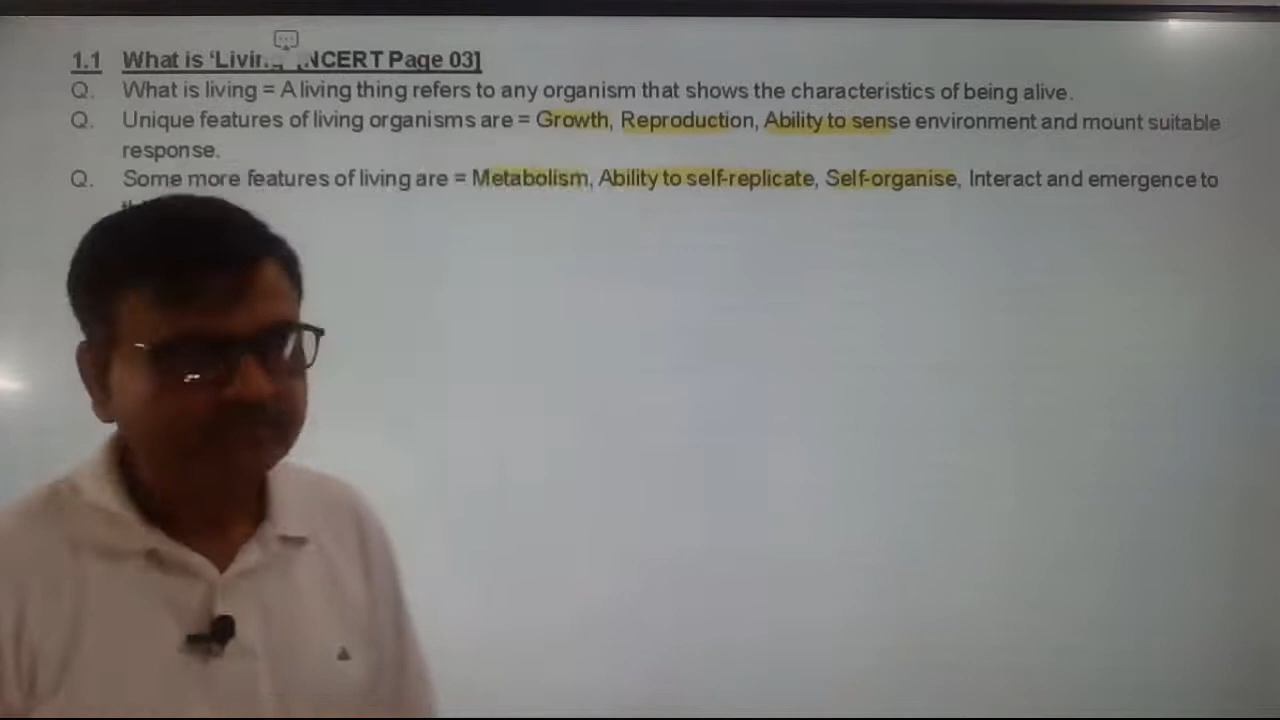 1.1 What is ‘Livin NCERT Page 03]
Q. What is living = A living thing refers to any organism that shows the characteristics of being alive.
Q. Unique features of living organisms are = Growth, Reproduction, Ability to sense environment and mount suitable
response.
Q. Some more features of living are = Metabolism, Ability to self-replicate, Self-organise, Interact and emergence to